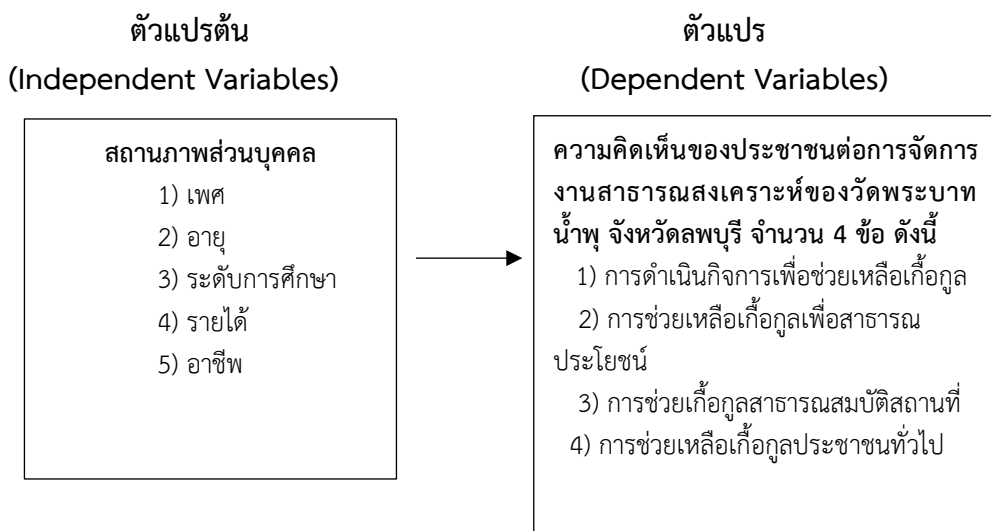 ตัวแปรต้น
(Independent Variables)
สถานภาพส่วนบุคคล
1) เพศ
2) อายุ
3) ระดับการศึกษา
4) รายได้
5) อาชีพ
ตัวแปร
(Dependent Variables)
ความคิดเห็นของประชาชนต่อการจัดการ
งานสาธารณสงเคราะห์ของวัดพระบาท
น้ำพุ จังหวัดลพบุรี จำนวน 4 ข้อ ดังนี้
1) การดำเนินกิจการเพื่อช่วยเหลือเกื้อกูล
2) การช่วยเหลือเกื้อกูลเพื่อสาธารณ
ประโยชน์
3) การช่วยเกื้อกูลสาธารณสมบัติสถานที่
4) การช่วยเหลือเกื้อกูลประชาชนทั่วไป